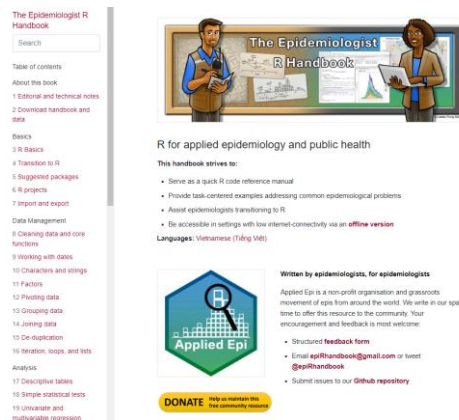 The Epidemiologist R
Handbook
Search
Table of contents
About this book
1 Editorial and technical notes
2 Download handbook and
data
Basics
3 R Basics
4 Transition to R
5 Suggested packages
6 R projects
7 Import and export
Data Management
8 Cleaning data and core
functions
9 Working with dates
10 Characters and strings
11 Factors
12 Pivoting data
13 Grouping data
14 Joining data
15 De-duplication
16 Iteration, loops, and lists
Analysis
17 Descriptive tables
18 Simple statistical tests
19 Univariate and
multivariable regression
The Epidemiologist
R Handbook
R for applied epidemiology and public health
This handbook strives to:
• Serve as a quick R code reference manual
• Provide task-centered examples addressing common epidemiological problems
• Assist epidemiologists transitioning to R
• Be accessible in settings with low internet-connectivity via an offline version
Languages: Vietnamese (Tiếng Việt)
Applied Epi
Written by epidemiologists, for epidemiologists
Applied Epi is a non-profit organisation and grassroots
movement of epis from around the world. We write in our spa
time to offer this resource to the community. Your
encouragement and feedback is most welcome:
• Structured feedback form
• Email epiRhandbook@gmail.com or tweet
@epiRhandbook
• Submit issues to our Github repository
DONATE Help us maintain this
free community resource